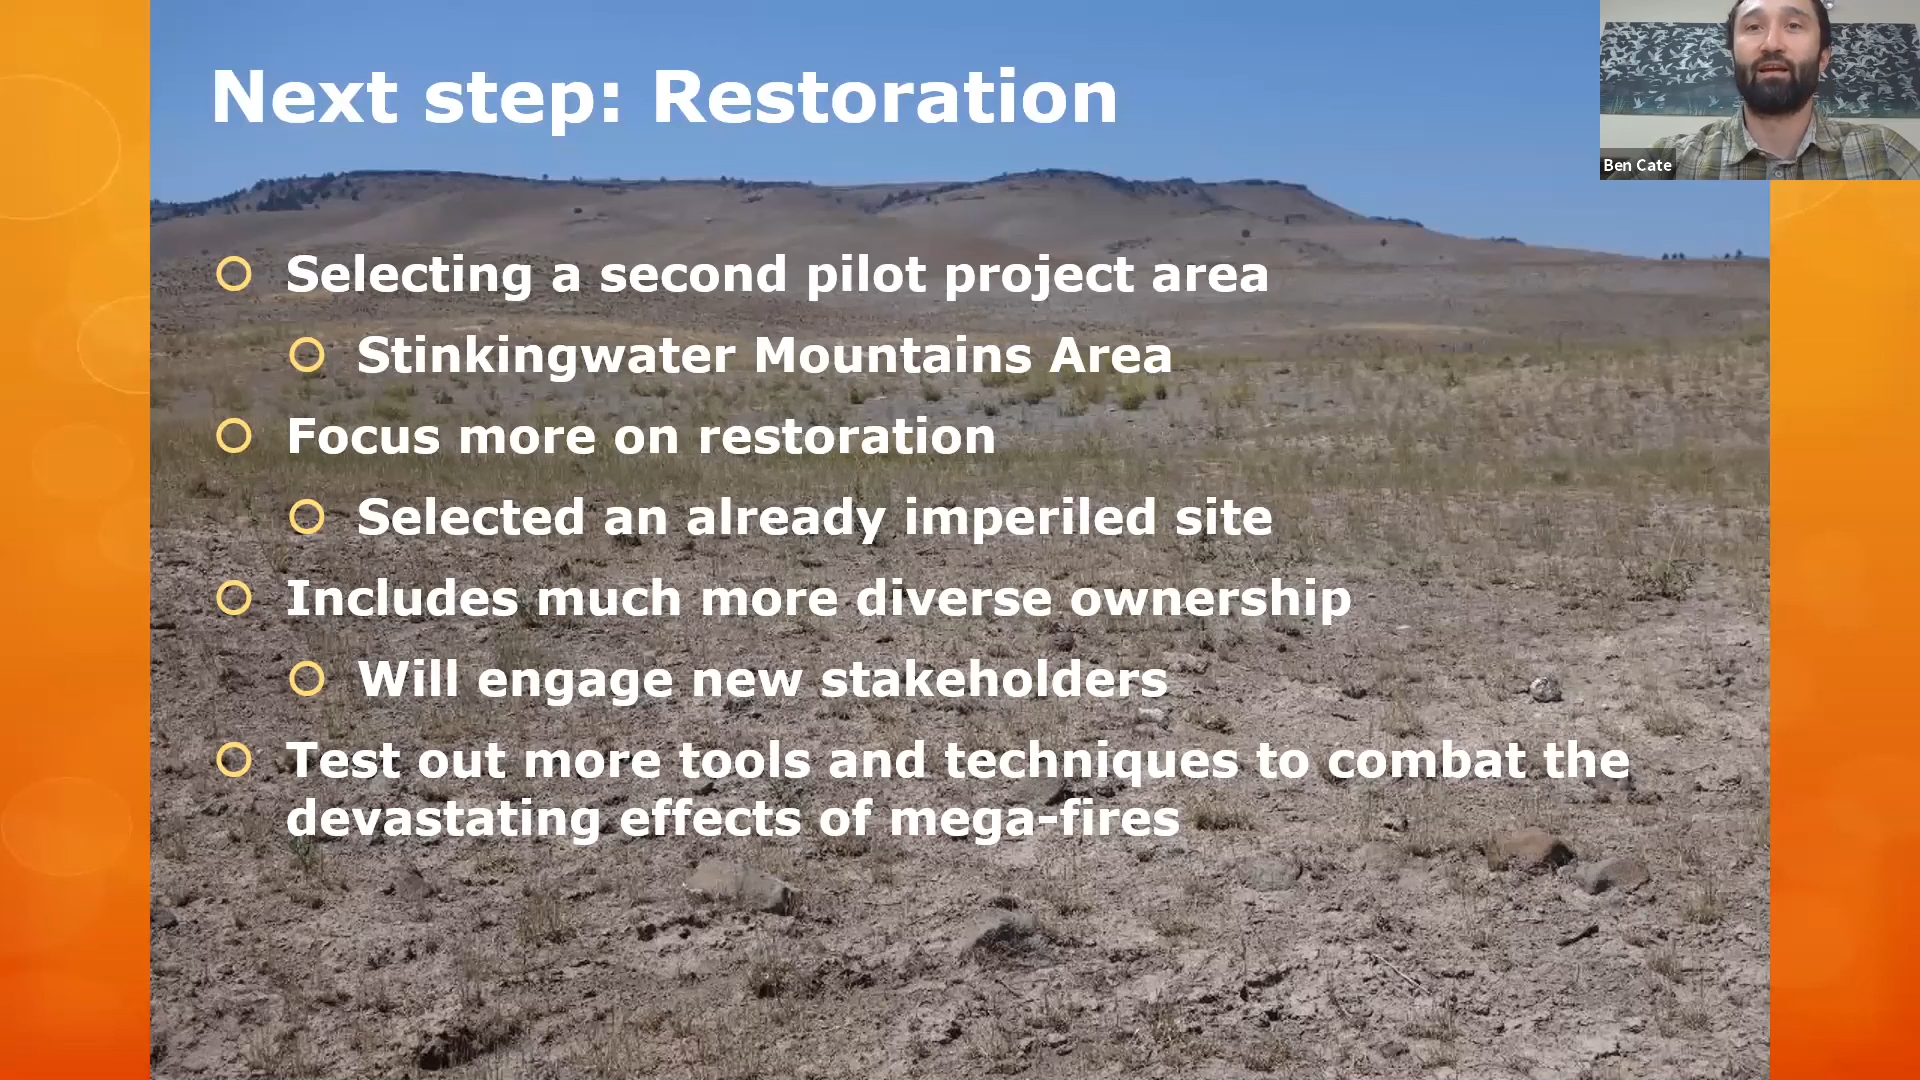 Next step: Restoration
Ben Cate
Selecting a second pilot project area
Stinkingwater Mountains Area
Focus more on restoration
Selected an already imperiled site
Includes much more diverse ownership
Will engage new stakeholders
Test out more tools and techniques to combat the
devastating effects of mega-fires